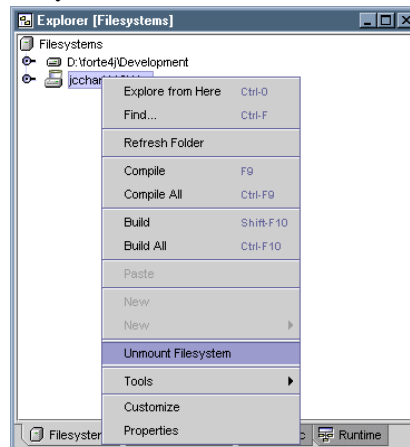 Explorer [Filesystems]
Filesystems
D:\forte4j\Development
Explore from Here Ctrl-O
Find... Ctrl-F
Refresh Folder
Compile F9
Compile All Ctrl-F9
Build Shift-F10
Build All Ctrl-F10
Paste
New
New
Unmount Filesystem
Tools
Customize
Properties
Runtime